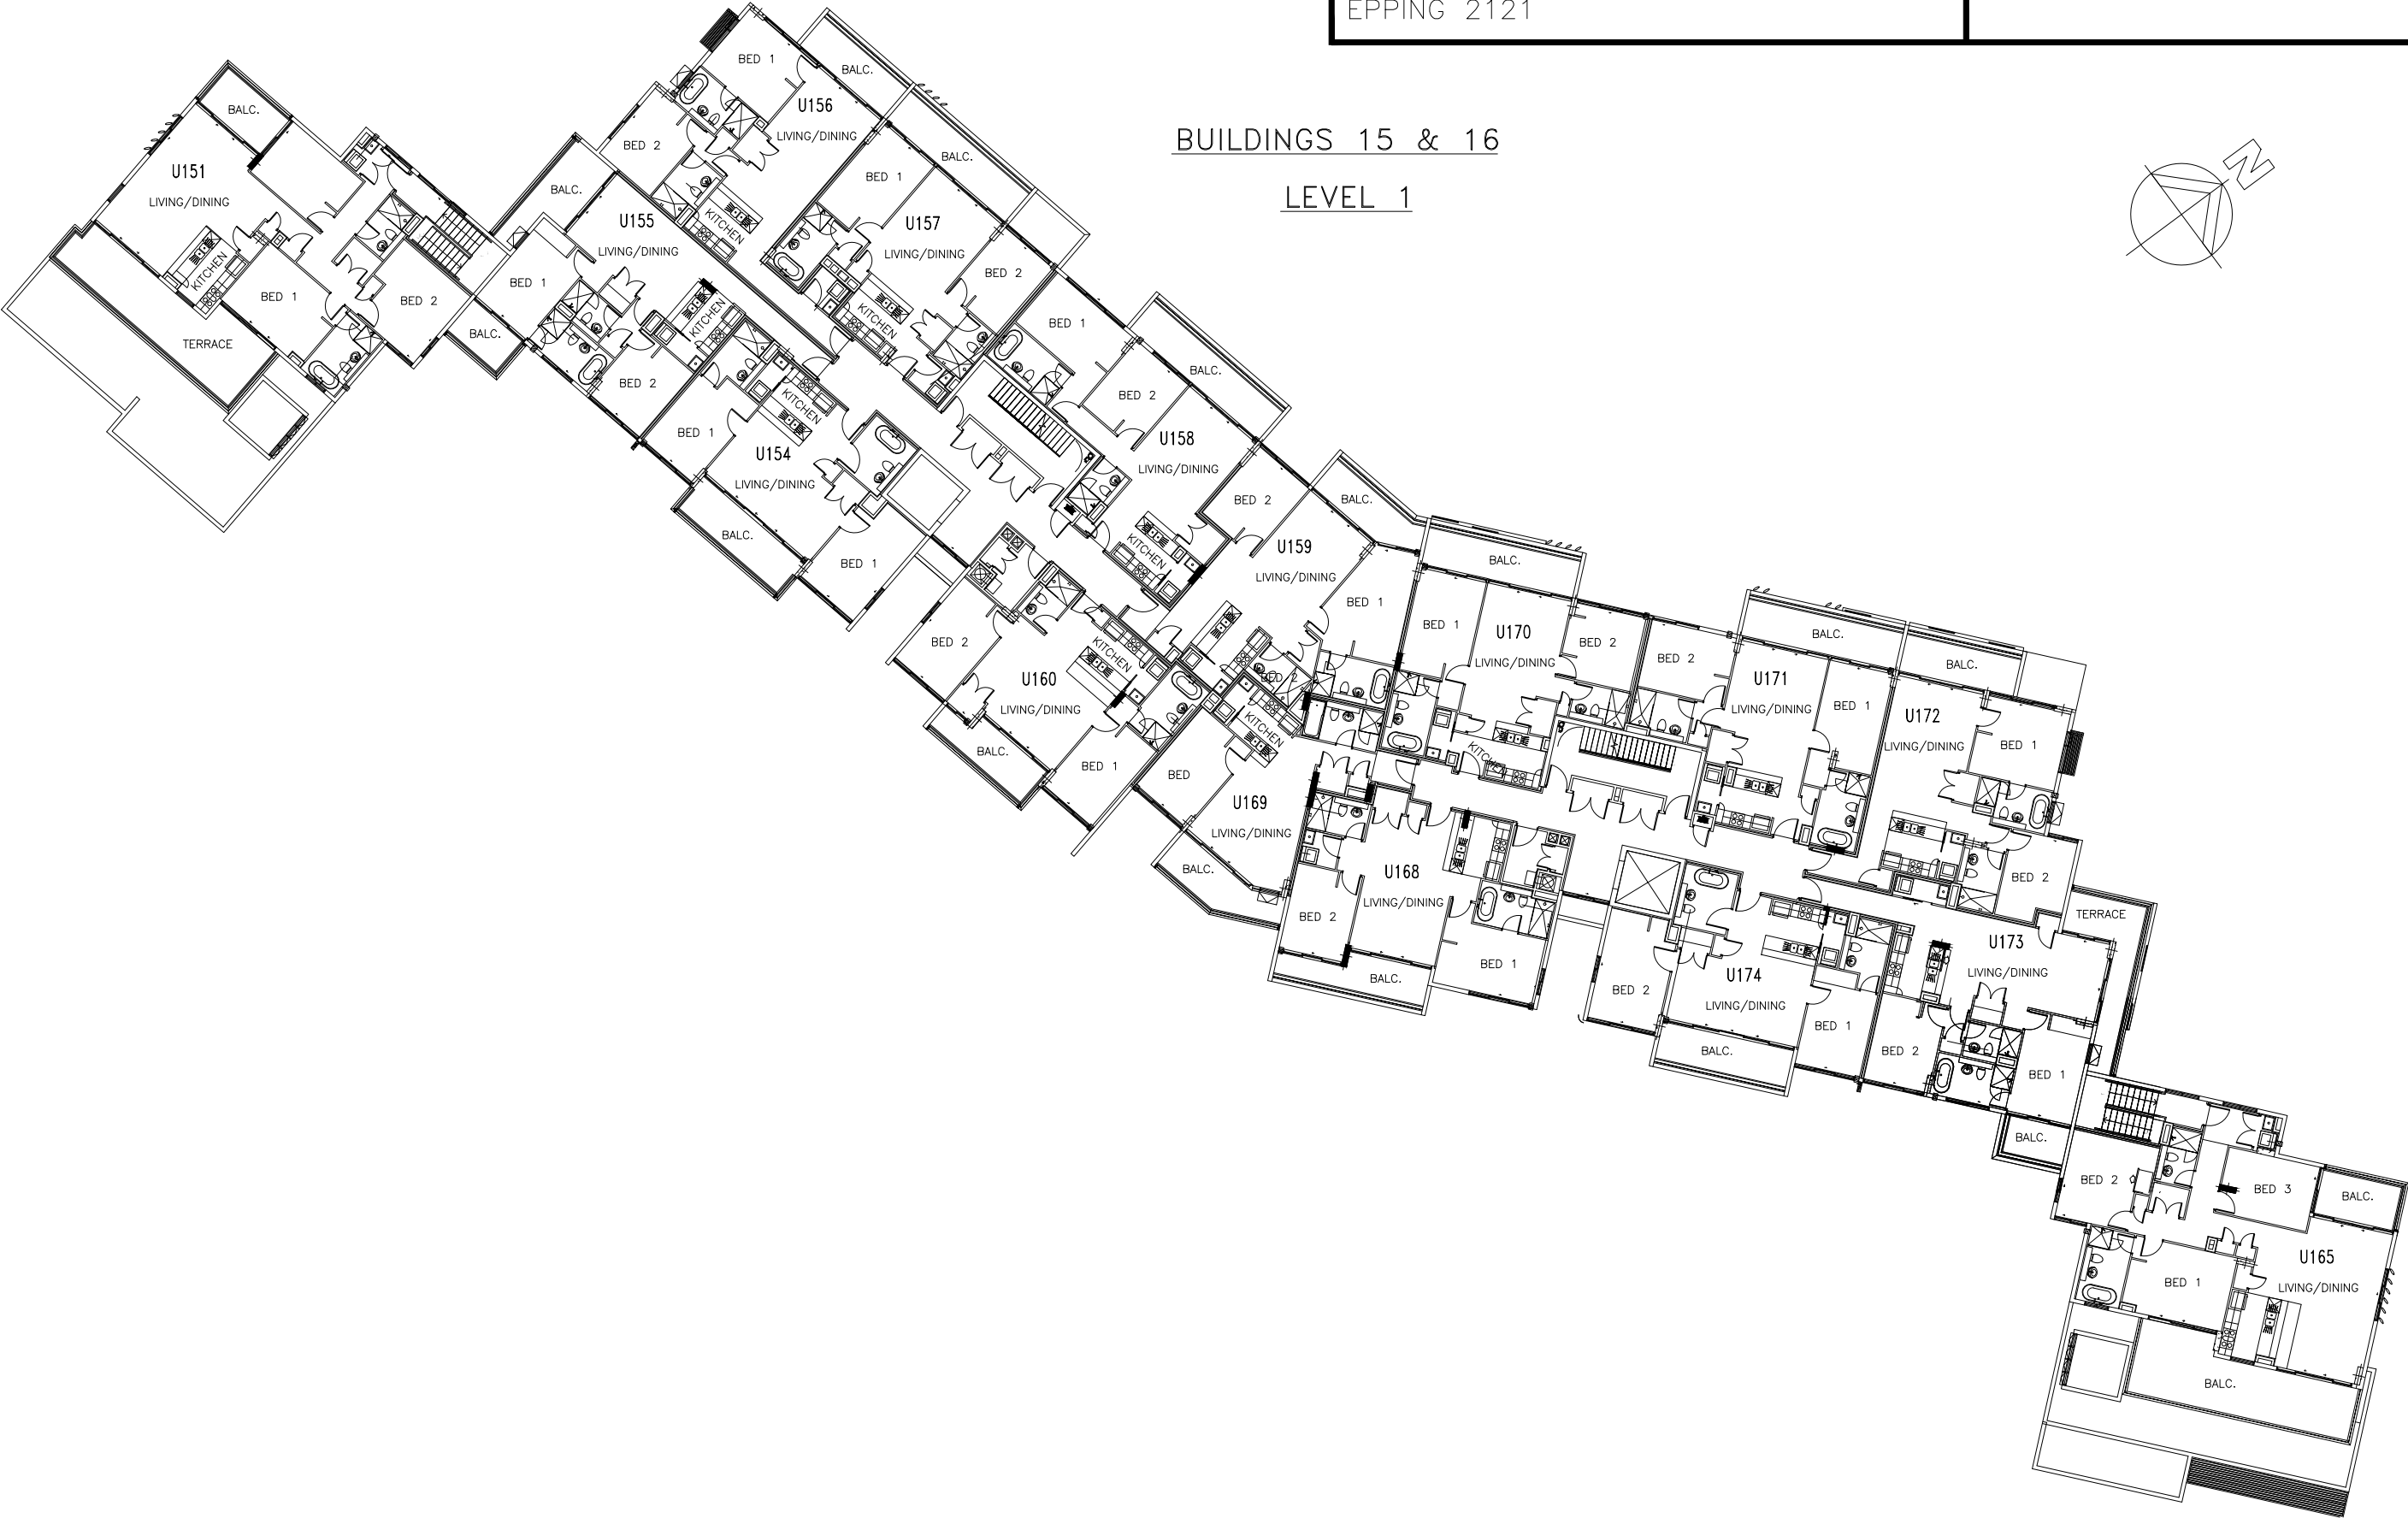 EPPING 2121
BUILDINGS 15 & 16
LEVEL 1
N
BALC.
U151
LIVING/DINING
KITCHEN
BED 1
BED 2
TERRACE
BALC.
BALC.
U155
LIVING/DINING
BED 1
KITCHEN
BED 2
BED 1
BALC.
U156
LIVING/DINING
BED 2
KITCHEN
BALC.
BED 1
U157
LIVING/DINING
BED 2
KITCHEN
KITCHEN
BED 1
U154
LIVING/DINING
BALC.
BED 1
BED 1
BALC.
BED 2
U158
LIVING/DINING
KITCHEN
BED 2
BALC.
U159
LIVING/DINING
BED 1
BED 2
BED 2
KITCHEN
U160
LIVING/DINING
BALC.
BED 1
KITCHEN
BED
U169
LIVING/DINING
BALC.
BALC.
BED 1
U170
LIVING/DINING
BED 2
KITCHEN
BALC.
BED 2
U171
LIVING/DINING
BED 1
BALC.
U172
LIVING/DINING
BED 1
BED 2
U168
LIVING/DINING
BED 2
BED 1
BALC.
TERRACE
U173
LIVING/DINING
BED 2
BED 1
BALC.
U174
LIVING/DINING
BED 2
BED 1
BALC.
BED 2
BED 3
BALC.
U165
LIVING/DINING
BED 1
BALC.